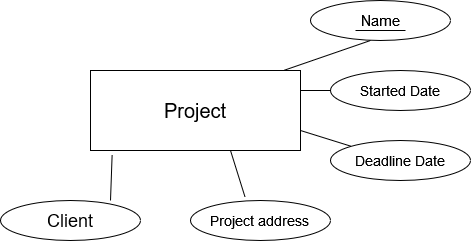 Name
Project
Started Date
Deadline Date
Client
Project address